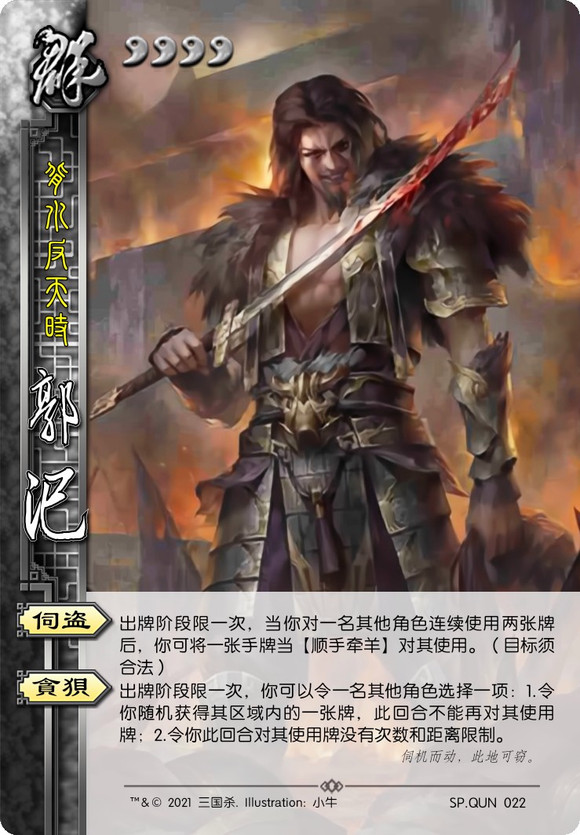 群
水反天時
郭汜
伺盗
出牌阶段限一次，当你对一名其他角色连续使用两张牌
后，你可将一张手牌当【顺手牵羊】对其使用。（目标须
合法）
貪狽
出牌阶段限一次，你可以令一名其他角色选择一项：1.令
你随机获得其区域内的一张牌，此回合不能再对其使用
牌；2.令你此回合对其使用牌没有次数和距离限制。
伺机而动，此地可窃。
™&© 2021 三国杀. Illustration: 小牛
SP.QUN 022